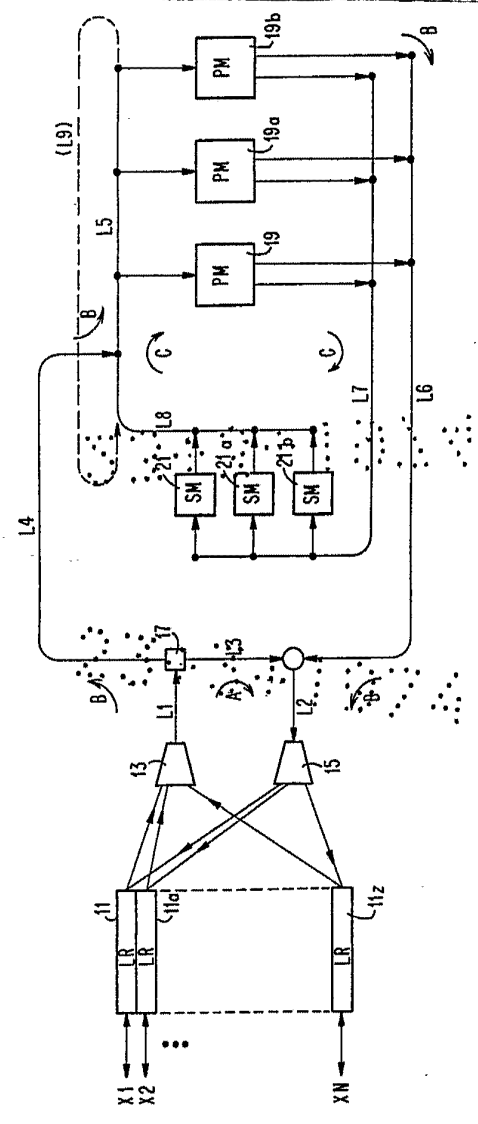 L4
(L9)
B
B
L5
11
13
L1
17
L8
19
19a
19b
X1
LR
X2
LR
11a
21
SM
PM
PM
PM
C
A
L3
21a
SM
21b
SM
L2
15
C
XN
LR
11z
L7
B
L6
B